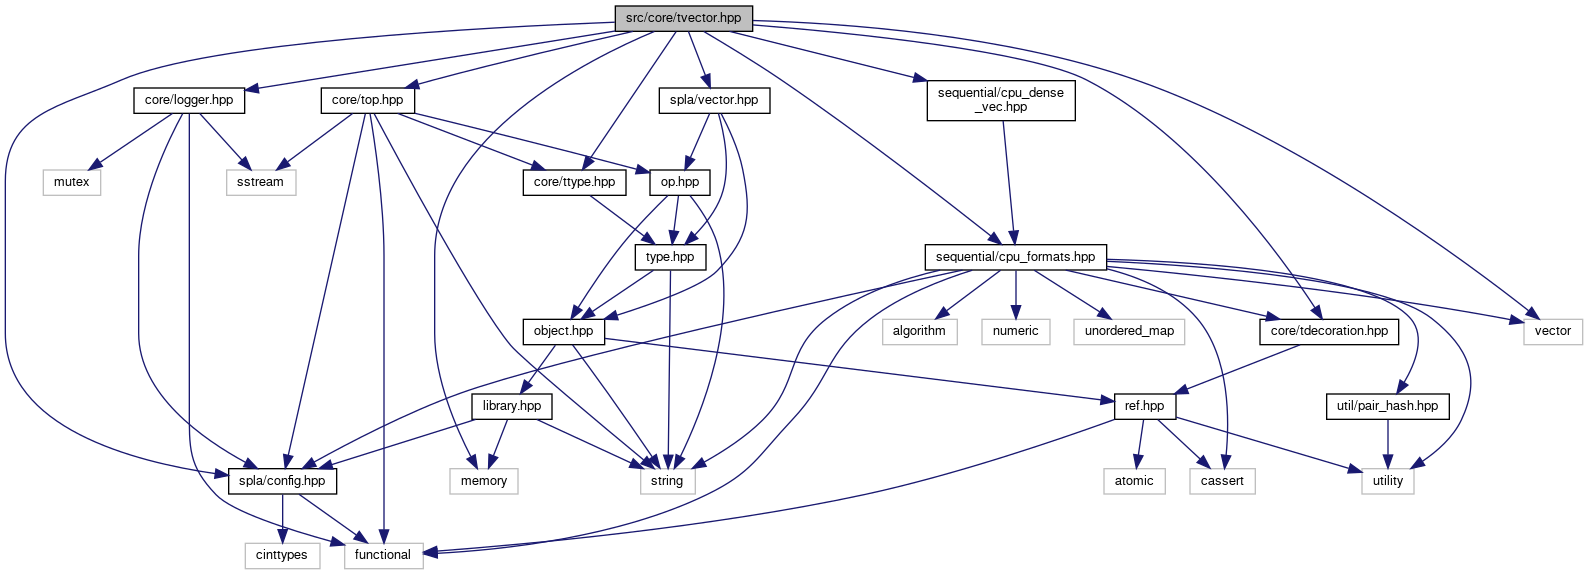 src/core/tvector.hpp
core/logger.hpp
core/top.hpp
spla/vector.hpp
sequential/cpu_dense
_vec.hpp
mutex
sstream
core/ttype.hpp
op.hpp
type.hpp
sequential/cpu_formats.hpp
object.hpp
algorithm
numeric
unordered_map
core/tdecoration.hpp
vector
library.hpp
ref.hpp
util/pair_hash.hpp
spla/config.hpp
memory
string
atomic
cassert
utility
cinttypes
functional